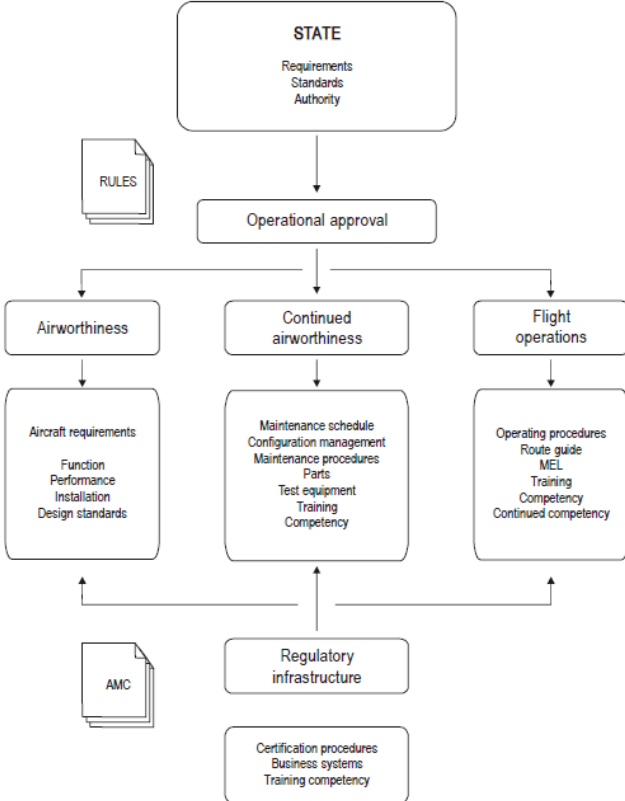 STATE
Requirements
Standards
Authority
RULES
Operational approval
Airworthiness
Continued
airworthiness
Flight
operations
Aircraft requirements
Function
Performance
Installation
Design standards
Maintenance schedule
Configuration management
Maintenance procedures
Parts
Test equipment
Training
Competency
Operating procedures
Route guide
MEL
Training
Competency
Continued competency
AMC
Regulatory
infrastructure
Certification procedures
Business systems
Training competency